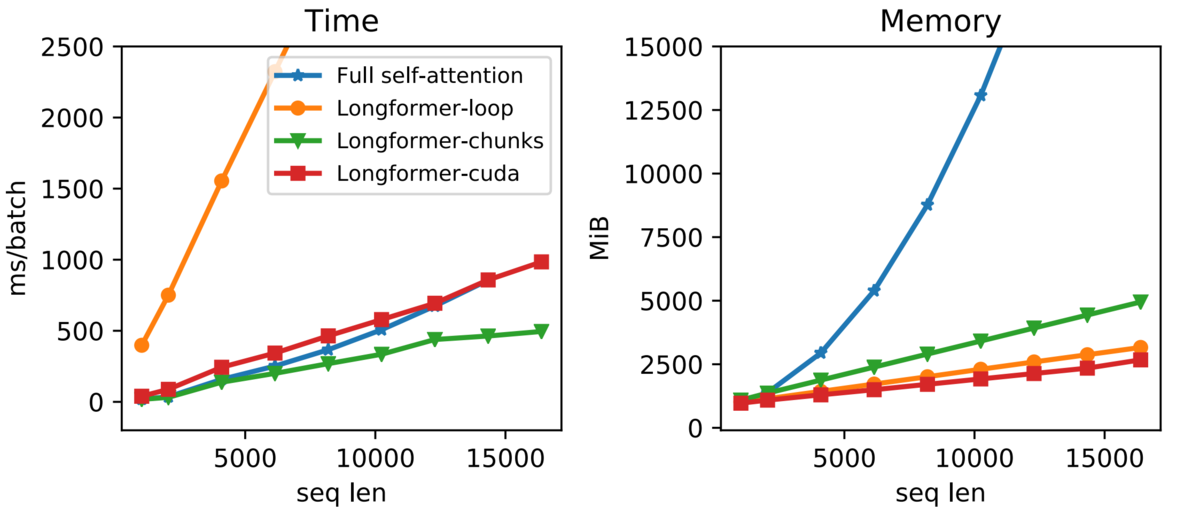 Time
2500
2000
1500
1000
500
0
ms/batch
5000
10000
15000
seq len
Full self-attention
Longformer-loop
Longformer-chunks
Longformer-cuda
Memory
15000
12500
10000
7500
5000
2500
0
MiB
5000
10000
15000
seq len